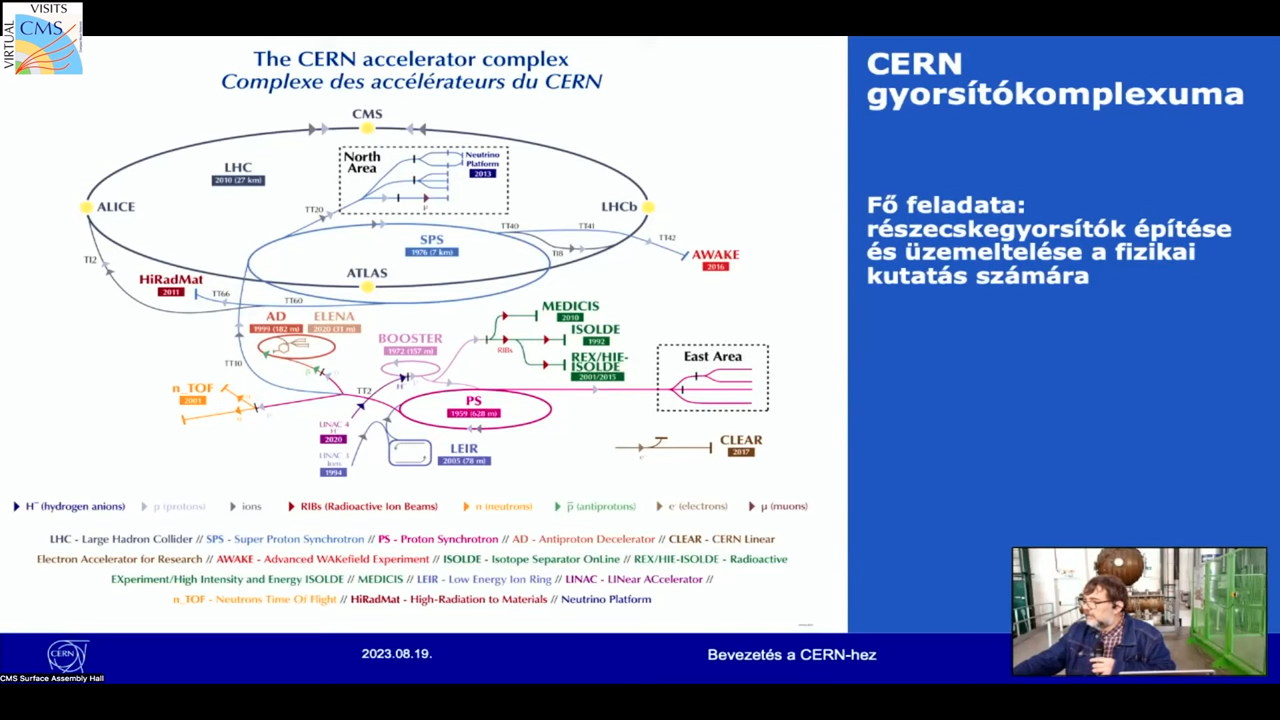 VIRTUAL
VISITS
CMS
The CERN accelerator complex
Complexe des accélérateurs du CERN
CERN
gyorsítókomplexuma
Fő feladata:
részecskegyorsítók építése
és üzemeltelése a fizikai
kutatás számára
CMS
North
Area
Neutrino
Platform
2013
LHC
2010 (27 km)
ALICE
LHCb
TT20
μ
TT40
TT41
TT42
SPS
1976 (7 km)
TI8
AWAKE
2016
TI2
ATLAS
HiRadMat
2011
TT66
TT60
AD
1999 (182 m)
ELENA
2020 (31 m)
MEDICIS
2010
ISOLDE
1992
BOOSTER
1972 (157 m)
RIBs
REX/HIE-
ISOLDE
2001/2015
East Area
TT10
TT2
n_TOF
2001
PS
1959 (628 m)
LINAC 4
2020
LINAC 3
Ions
1994
LEIR
2005 (78 m)
CLEAR
2017
H⁻ (hydrogen anions)
p (protons)
ions
RIBs (Radioactive Ion Beams)
n (neutrons)
p̅ (antiprotons)
e⁻ (electrons)
μ (muons)
LHC - Large Hadron Collider // SPS - Super Proton Synchrotron // PS - Proton Synchrotron // AD - Antiproton Decelerator // CLEAR - CERN Linear
Electron Accelerator for Research // AWAKE - Advanced WAKefield Experiment // ISOLDE - Isotope Separator OnLine // REX/HIE-ISOLDE - Radioactive
EXperiment/High Intensity and Energy ISOLDE // MEDICIS // LEIR - Low Energy Ion Ring // LINAC - LINear ACcelerator //
n_TOF - Neutrons Time Of Flight // HiRadMat - High-Radiation to Materials // Neutrino Platform
CERN
2023.08.19.
Bevezetés a CERN-hez
CMS Surface Assembly Hall